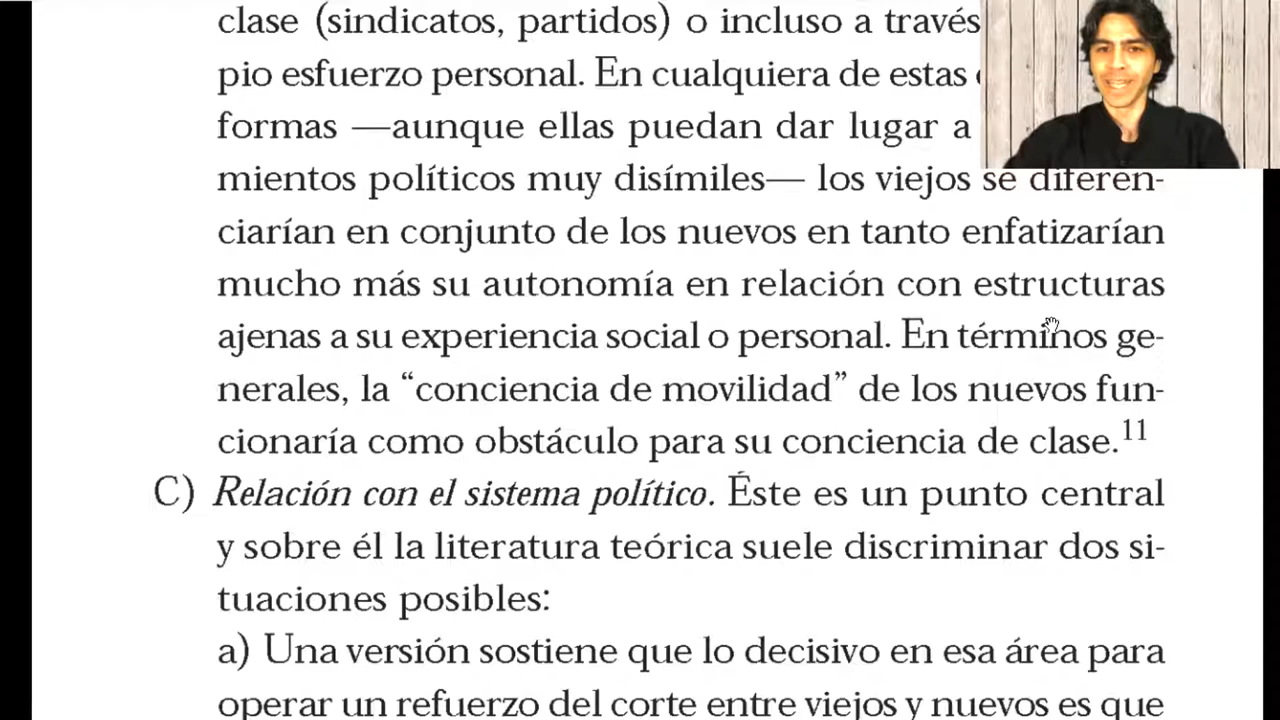 clase (sindicatos, partidos) o incluso a través
pio esfuerzo personal. En cualquiera de estas
formas —aunque ellas puedan dar lugar a
mientos políticos muy disímiles— los viejos se diferen-
ciarían en conjunto de los nuevos en tanto enfatizarían
mucho más su autonomía en relación con estructuras
ajenas a su experiencia social o personal. En términos ge-
nerales, la “conciencia de movilidad” de los nuevos fun-
cionaría como obstáculo para su conciencia de clase.11
C) Relación con el sistema político. Éste es un punto central
y sobre él la literatura teórica suele discriminar dos si-
tuaciones posibles:
a) Una versión sostiene que lo decisivo en esa área para
operar un refuerzo del corte entre viejos y nuevos es que